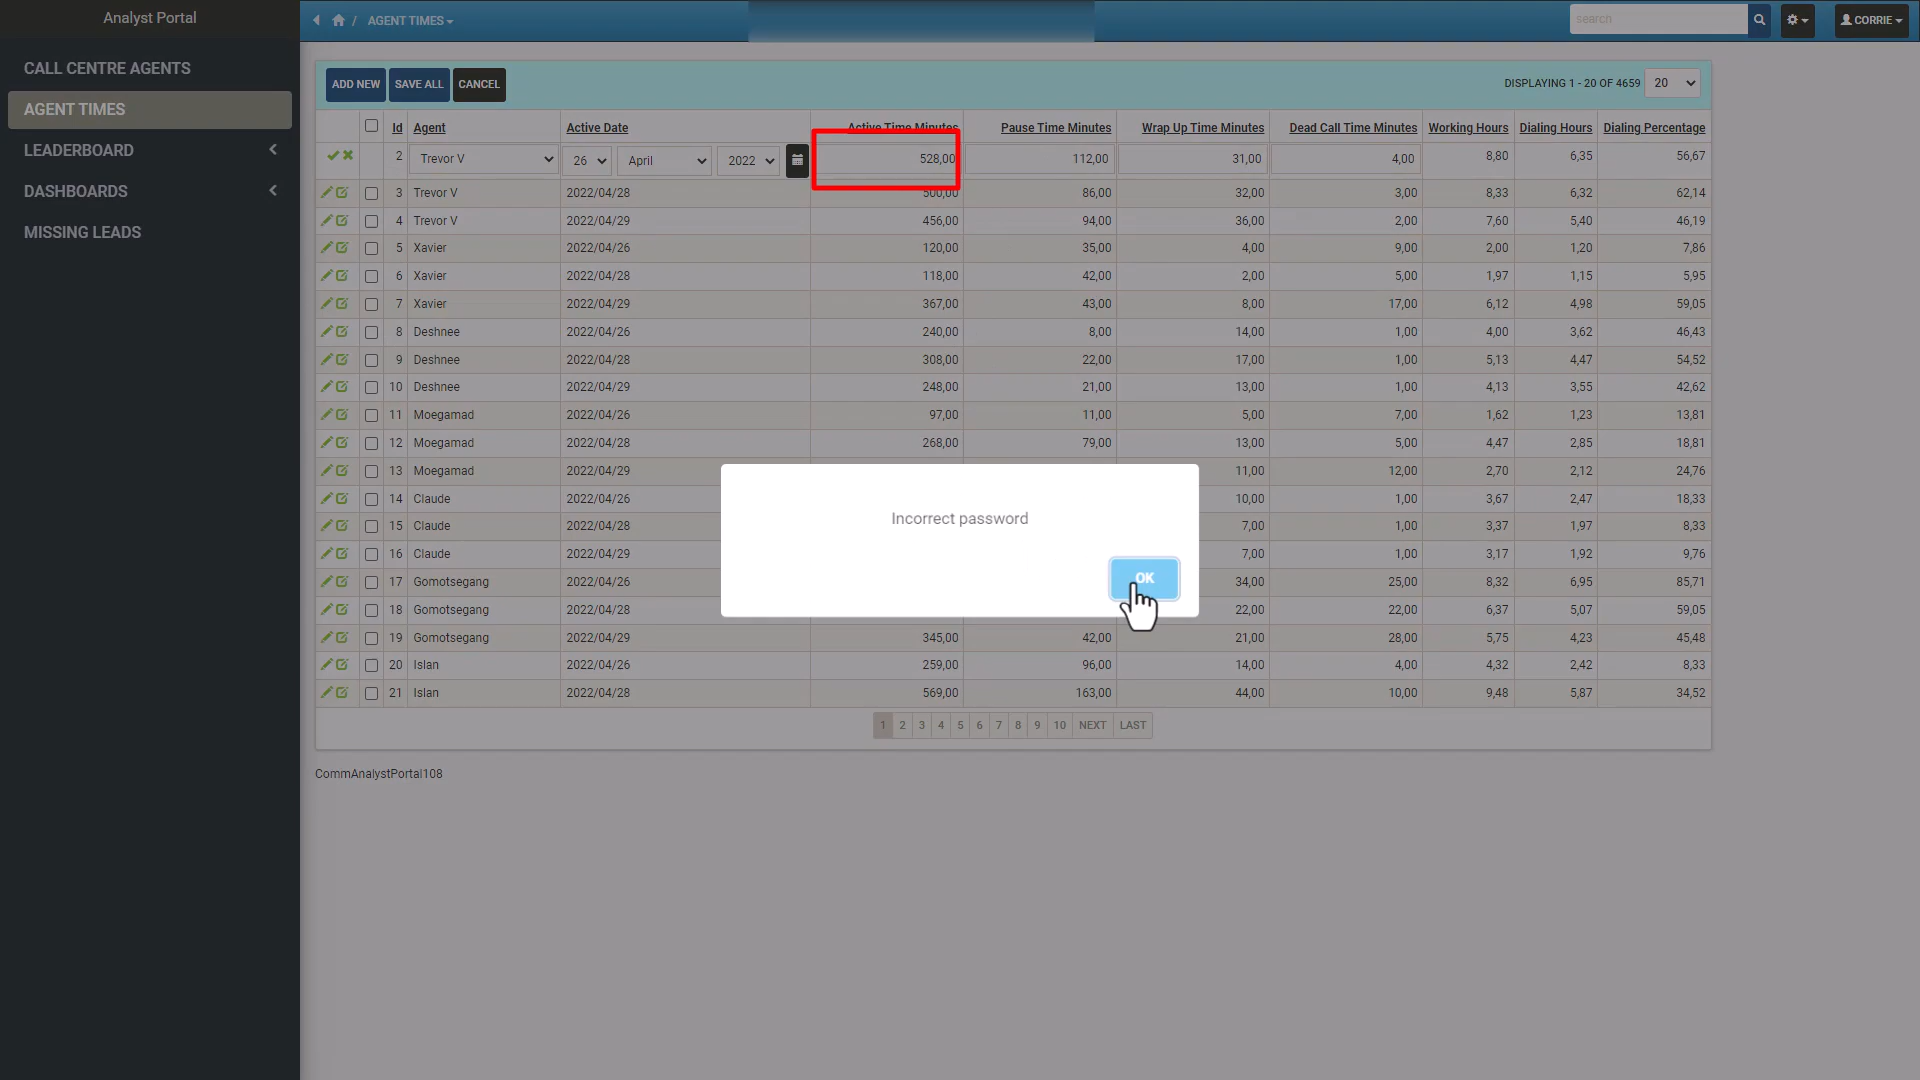 Analyst Portal
CALL CENTRE AGENTS
AGENT TIMES
LEADERBOARD
DASHBOARDS
MISSING LEADS
/ AGENT TIMES
search
CORRIE
ADD NEW SAVE ALL CANCEL
DISPLAYING 1 - 20 OF 4659 20
Id Agent Active Date Active Time Minutes Pause Time Minutes Wrap Up Time Minutes Dead Call Time Minutes Working Hours Dialing Hours Dialing Percentage
2 Trevor V 26 April 2022 528,00 112,00 31,00 4,00 8,80 6,35 56,67
3 Trevor V 2022/04/28 500,00 86,00 32,00 3,00 8,33 6,32 62,14
4 Trevor V 2022/04/29 456,00 94,00 36,00 2,00 7,60 5,40 46,19
5 Xavier 2022/04/26 120,00 35,00 4,00 9,00 2,00 1,20 7,86
6 Xavier 2022/04/28 118,00 42,00 2,00 5,00 1,97 1,15 5,95
7 Xavier 2022/04/29 367,00 43,00 8,00 17,00 6,12 4,98 59,05
8 Deshnee 2022/04/26 240,00 8,00 14,00 1,00 4,00 3,62 46,43
9 Deshnee 2022/04/28 308,00 22,00 17,00 1,00 5,13 4,47 54,52
10 Deshnee 2022/04/29 248,00 21,00 13,00 1,00 4,13 3,55 42,62
11 Moegamad 2022/04/26 97,00 11,00 5,00 7,00 1,62 1,23 13,81
12 Moegamad 2022/04/28 268,00 79,00 13,00 5,00 4,47 2,85 18,81
13 Moegamad 2022/04/29 11,00 12,00 2,70 2,12 24,76
14 Claude 2022/04/26 10,00 1,00 3,67 2,47 18,33
15 Claude 2022/04/28 7,00 1,00 3,37 1,97 8,33
16 Claude 2022/04/29 7,00 1,00 3,17 1,92 9,76
17 Gomotsegang 2022/04/26 34,00 25,00 8,32 6,95 85,71
18 Gomotsegang 2022/04/28 22,00 22,00 6,37 5,07 59,05
19 Gomotsegang 2022/04/29 345,00 42,00 21,00 28,00 5,75 4,23 45,48
20 Islan 2022/04/26 259,00 96,00 14,00 4,00 4,32 2,42 8,33
21 Islan 2022/04/28 569,00 163,00 44,00 10,00 9,48 5,87 34,52
Incorrect password
OK
1 2 3 4 5 6 7 8 9 10 NEXT LAST
CommAnalystPortal108